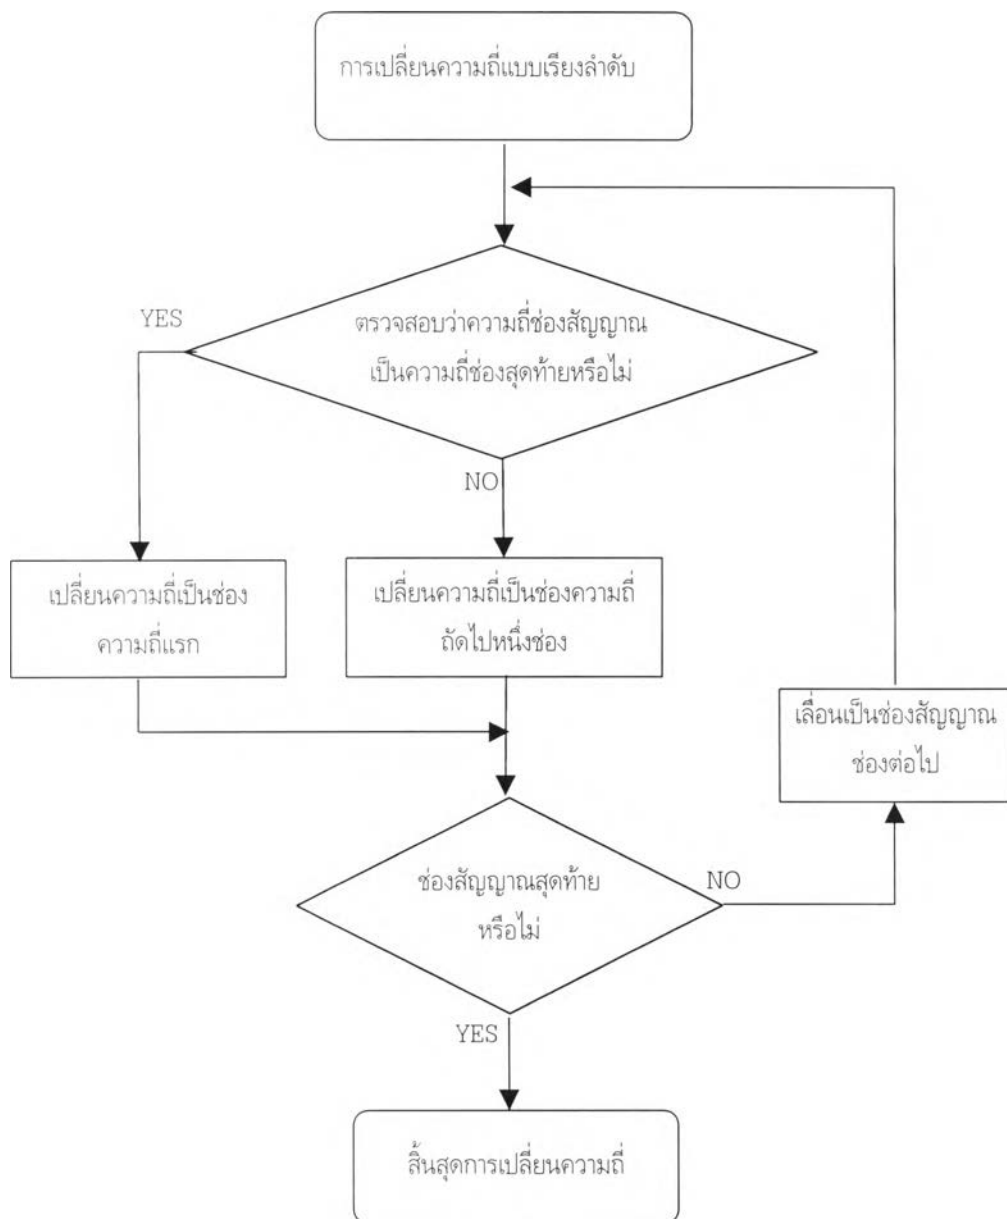 การเปลี่ยนความถี่แบบเรียงลำดับ
YES
ตรวจสอบว่าความถี่ช่องสัญญาณ
เป็นความถี่ช่องสุดท้ายหรือไม่
NO
เปลี่ยนความถี่เป็นช่อง
ความถี่แรก
เปลี่ยนความถี่เป็นช่องความถี่
ถัดไปหนึ่งช่อง
เลื่อนเป็นช่องสัญญาณ
ช่องต่อไป
ช่องสัญญาณสุดท้าย
หรือไม่
NO
YES
สิ้นสุดการเปลี่ยนความถี่